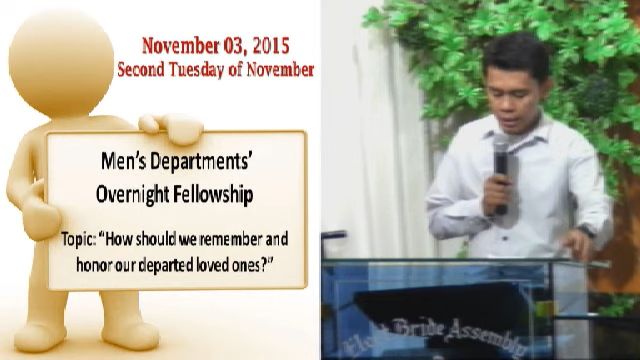 November 03, 2015
Second Tuesday of November
Men's Departments'
Overnight Fellowship
Topic: "How should we remember and
honor our departed loved ones?"
Bride Assembly